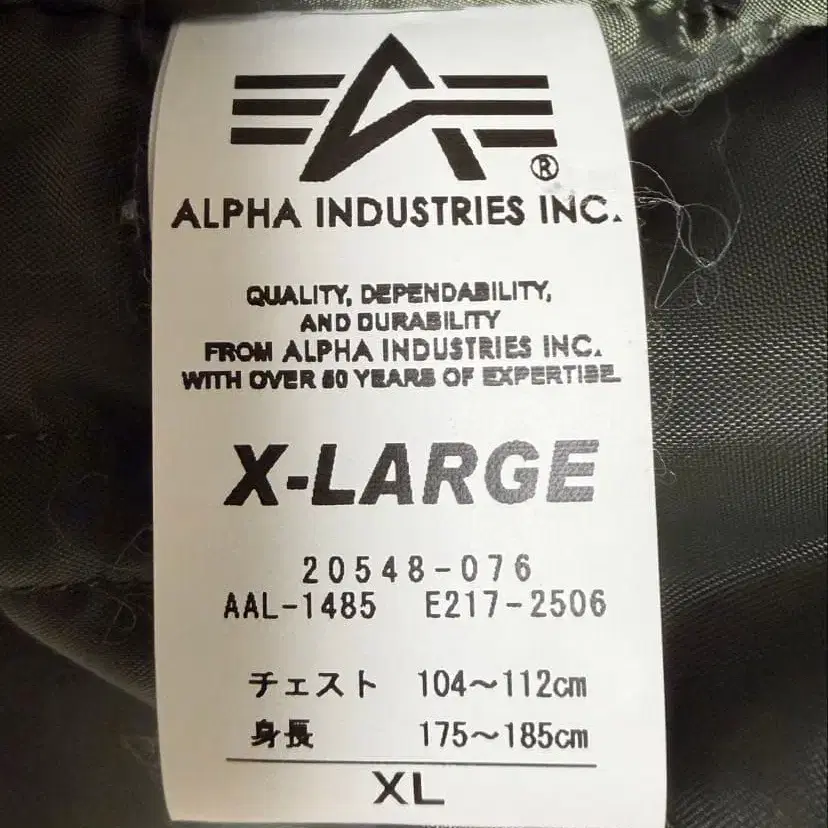 ®
ALPHA INDUSTRIES INC.
QUALITY, DEPENDABILITY,
AND DURABILITY
FROM ALPHA INDUSTRIES INC.
WITH OVER 50 YEARS OF EXPERTISE
X-LARGE
20548-076
AAL-1485 E217-2506
チェスト 104～112cm
身長 175～185cm
XL